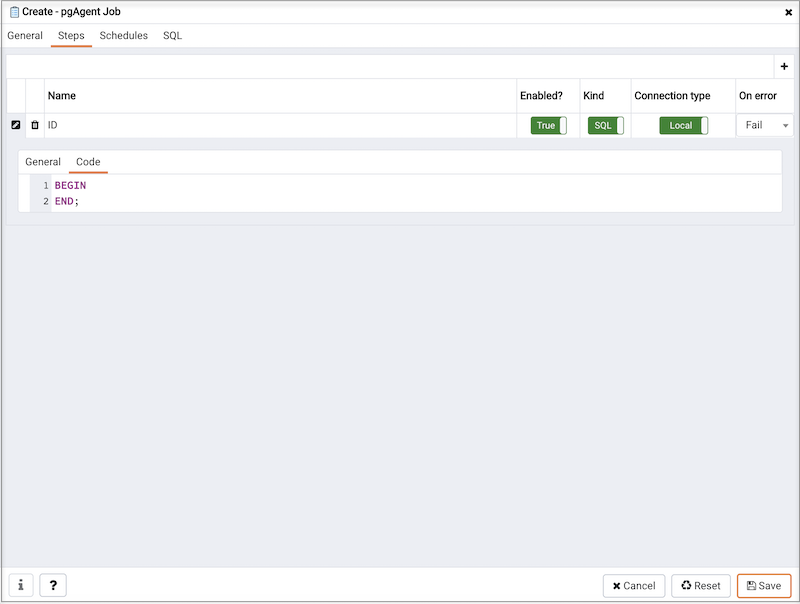 Create - pgAgent Job
General Steps Schedules SQL
Name Enabled? Kind Connection type On error
ID True SQL Local Fail
General Code
1 BEGIN
2 END;
i ? Cancel Reset Save